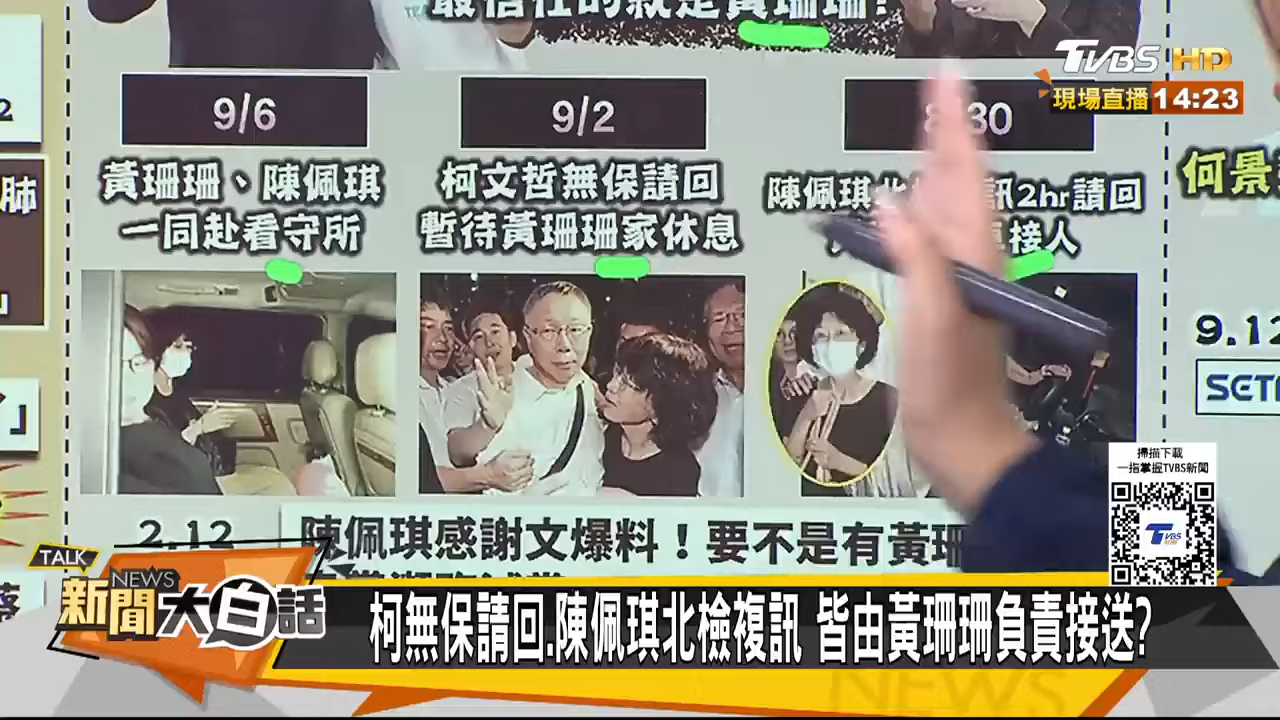 最信任的就是黃珊珊?
TVBS HD
現場直播 14:23
9/6
黃珊珊、陳佩琪
一同赴看守所
9/2
柯文哲無保請回
暫待黃珊珊家休息
30
陳佩琪北
訊2hr請回
接人
何景
肺
」
9.12
SET
2.12
陳佩琪感謝文爆料!要不是有黃珊
掃描下載
一指掌握TVBS新聞
TVBS
TALK
NEWS
新聞大白話
柯無保請回.陳佩琪北檢複訊 皆由黃珊珊負責接送?
NEWS